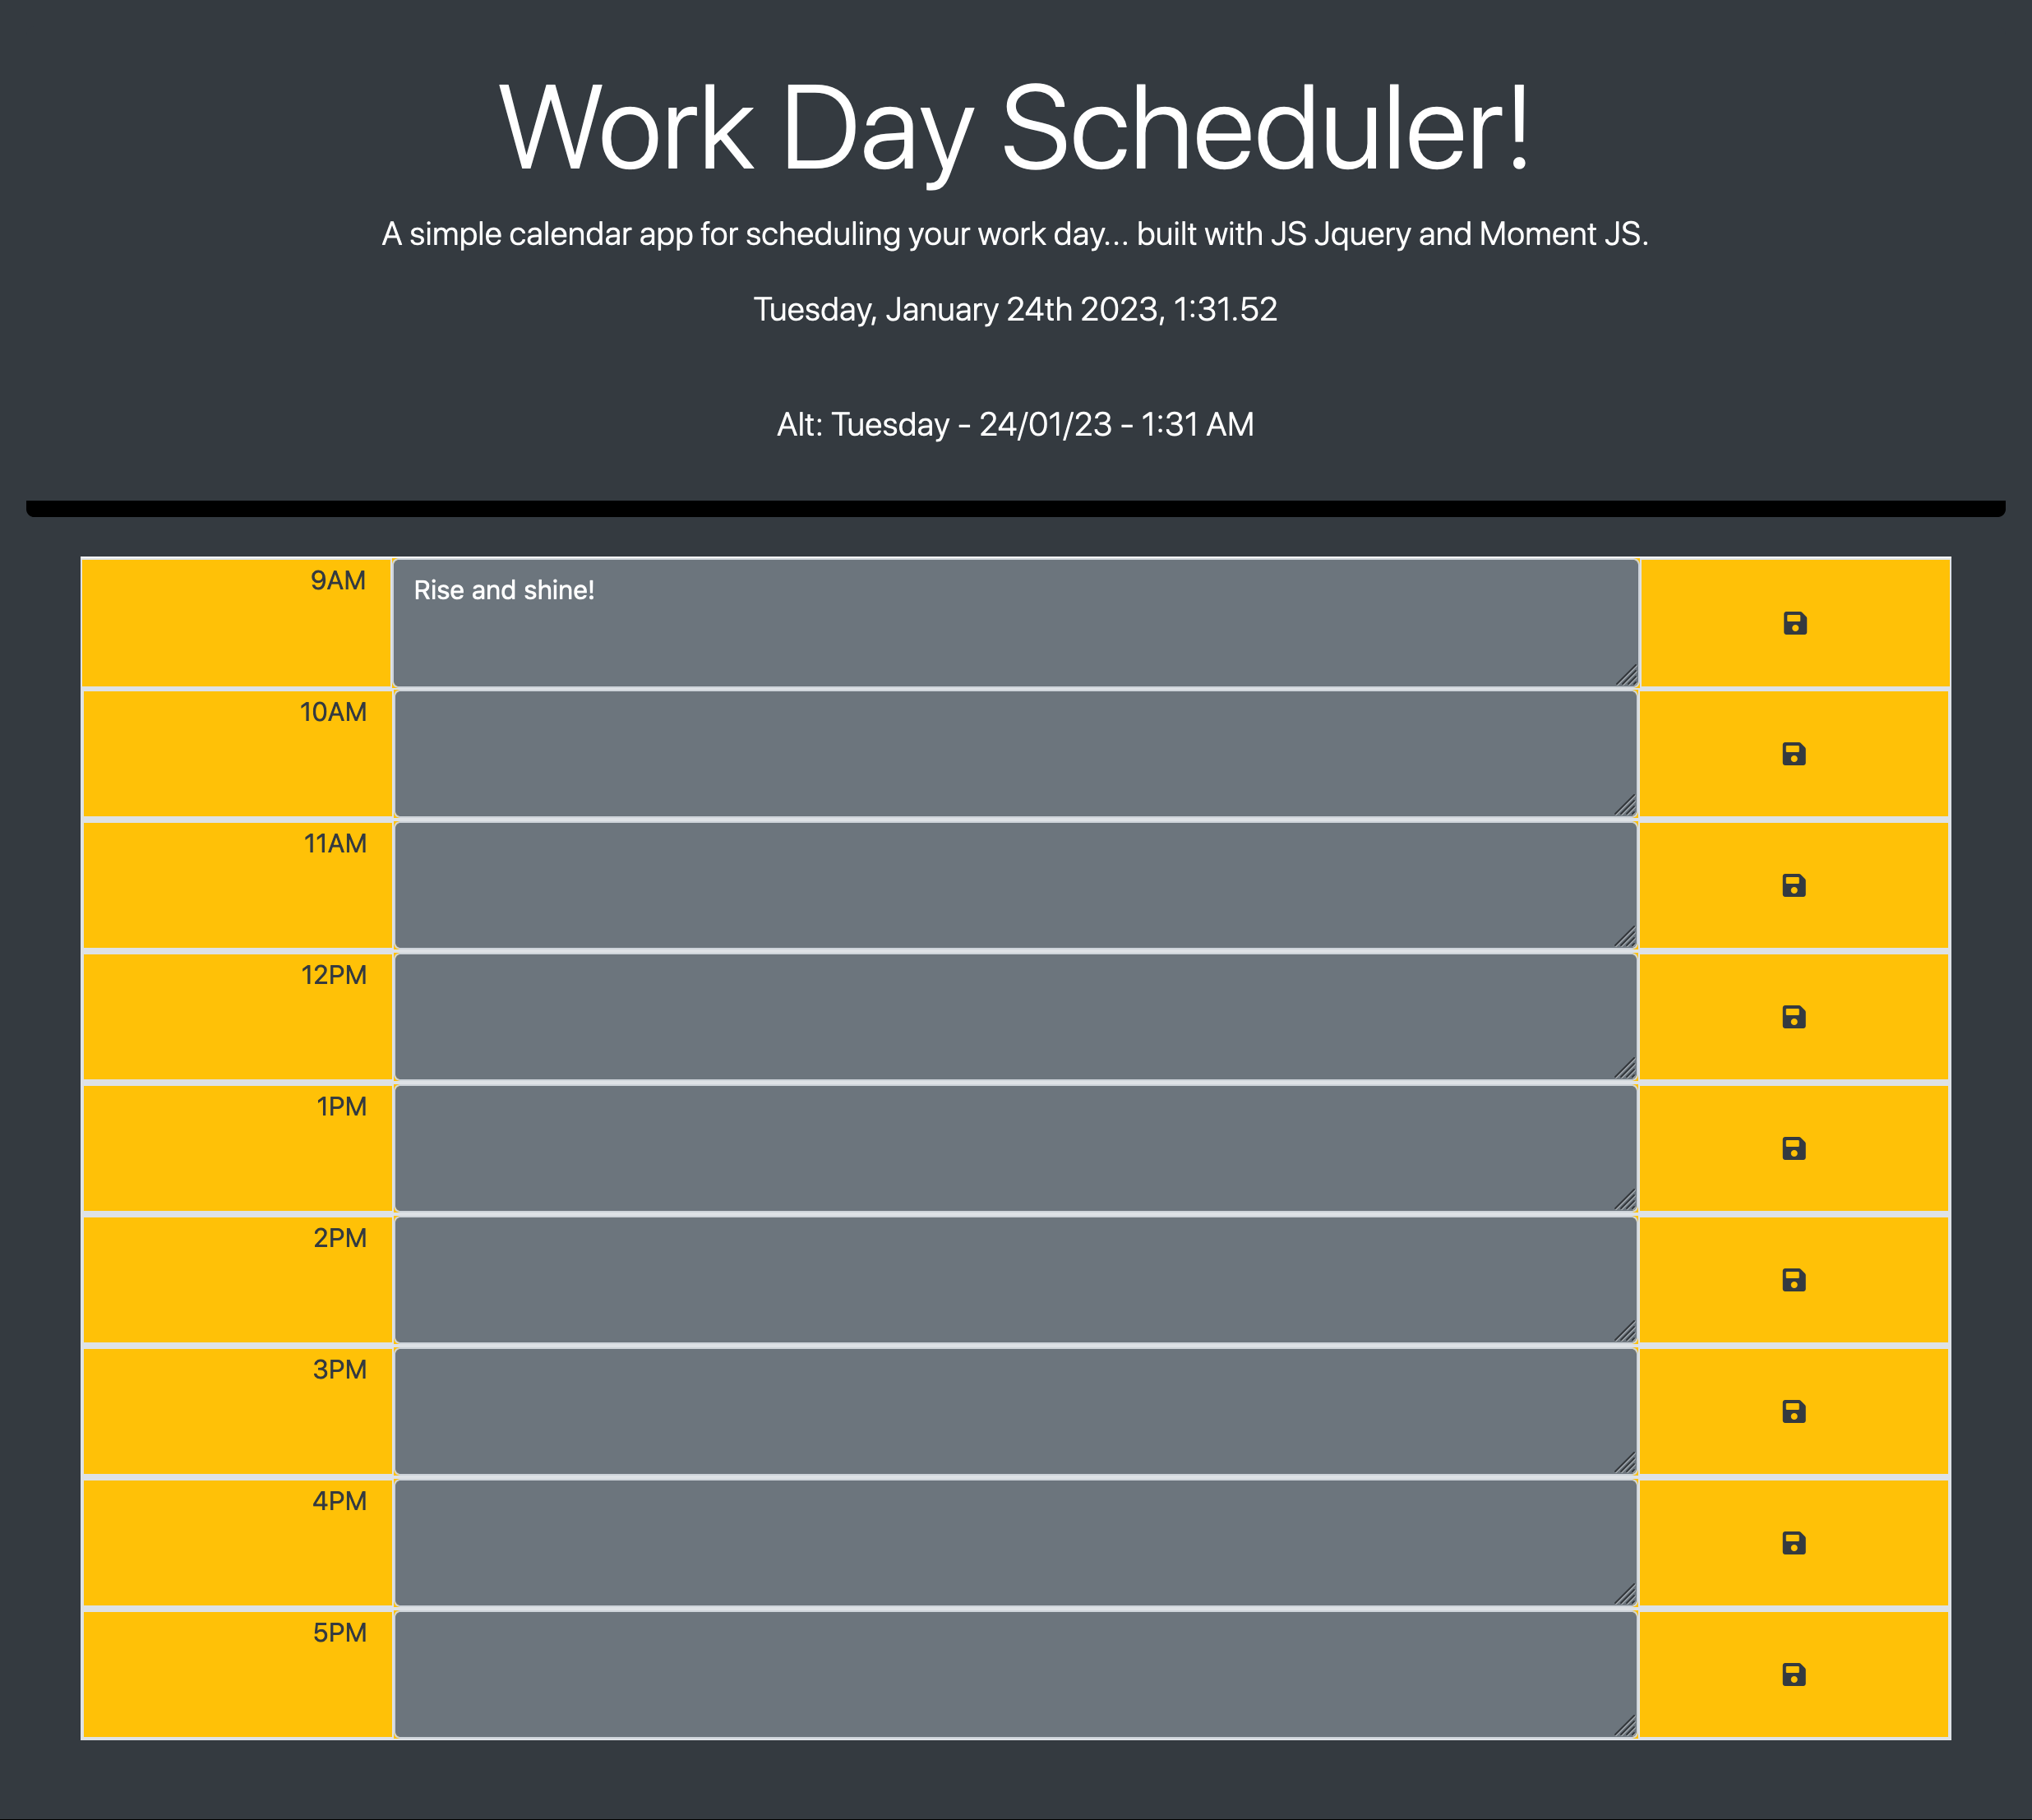 Work Day Scheduler!
A simple calendar app for scheduling your work day... built with JS Jquery and Moment JS.
Tuesday, January 24th 2023, 1:31.52
Alt: Tuesday - 24/01/23 - 1:31 AM
9AM
Rise and shine!
10AM
11AM
12PM
1PM
2PM
3PM
4PM
5PM